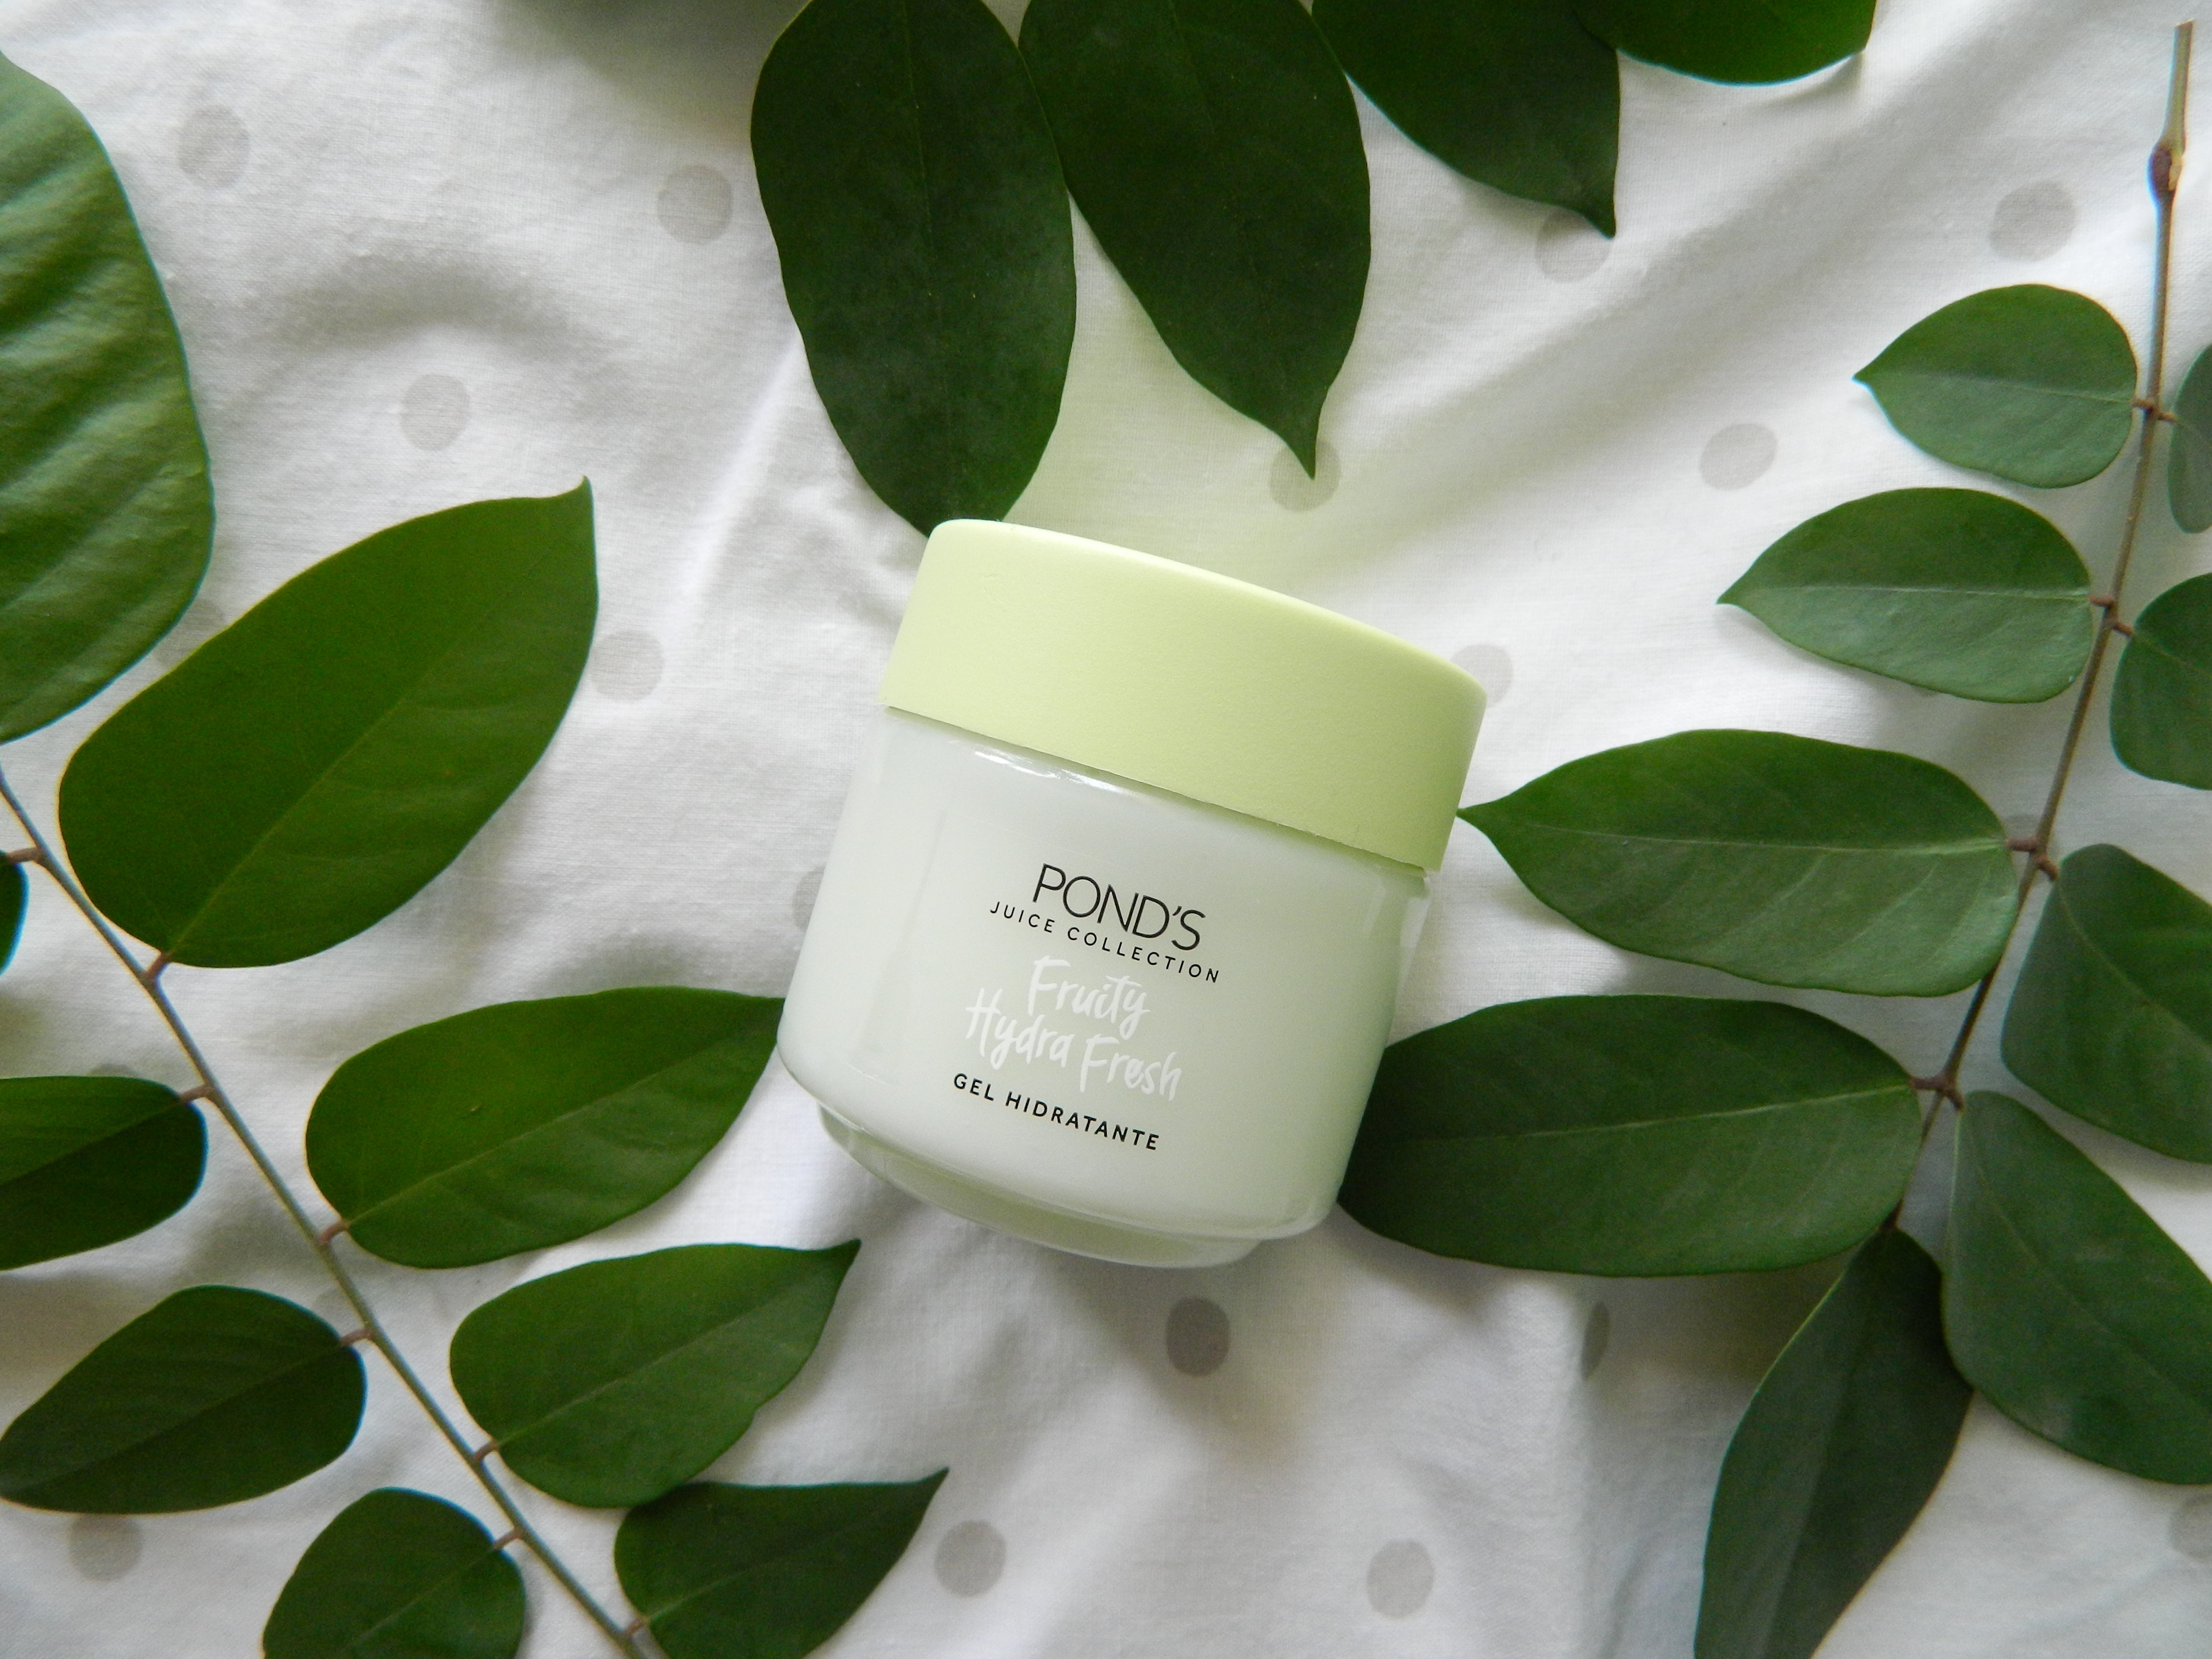 POND'S
JUICE COLLECTION
Fruity
Hydra Fresh
GEL HIDRATANTE